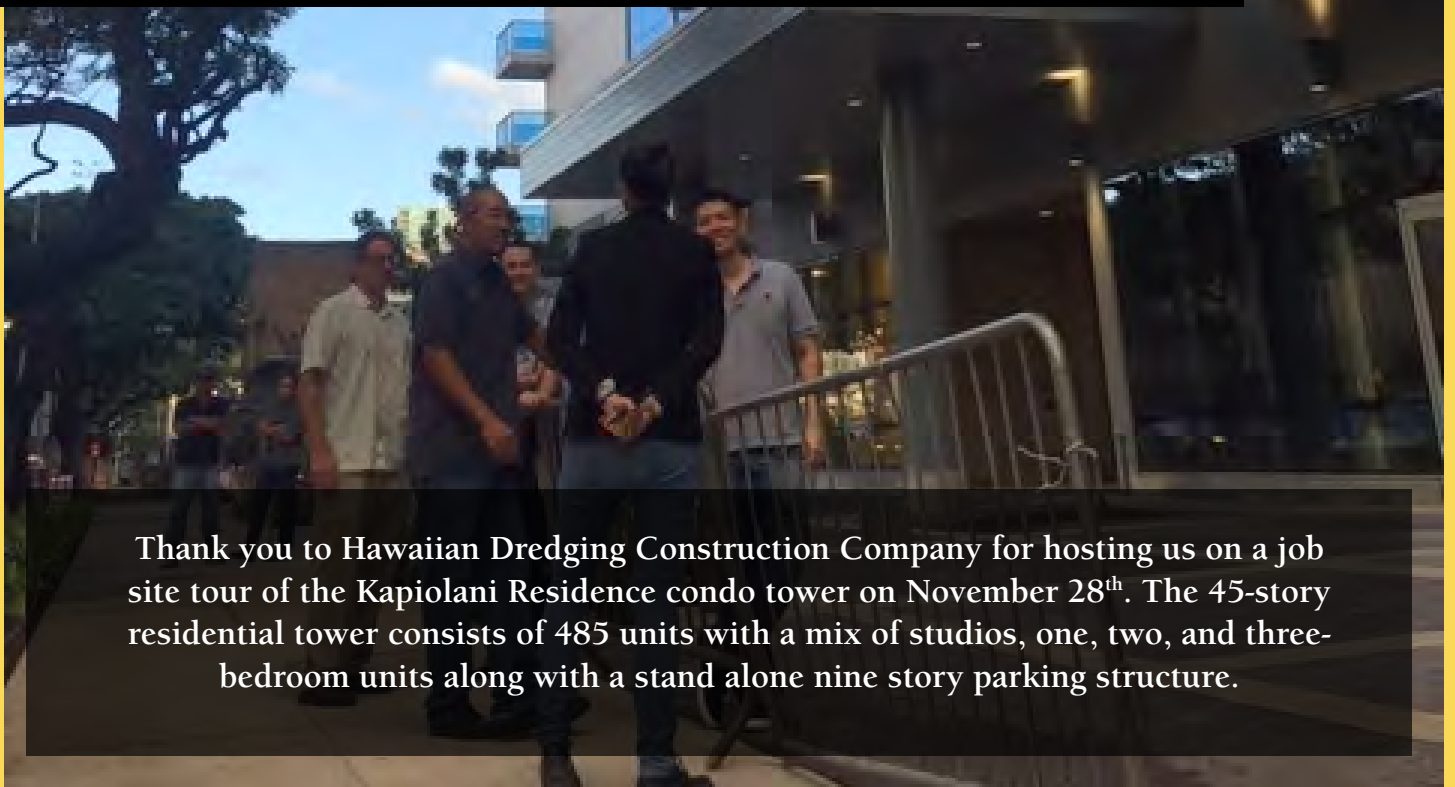 Thank you to Hawaiian Dredging Construction Company for hosting us on a job
site tour of the Kapiolani Residence condo tower on November 28th. The 45-story
residential tower consists of 485 units with a mix of studios, one, two, and three-
bedroom units along with a stand alone nine story parking structure.